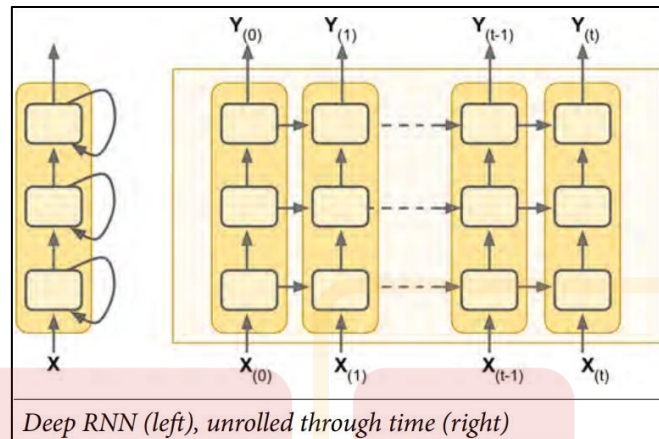 Y(0) Y(1) Y(t-1) Y(t)
X X(0) X(1) X(t-1) X(t)
Deep RNN (left), unrolled through time (right)